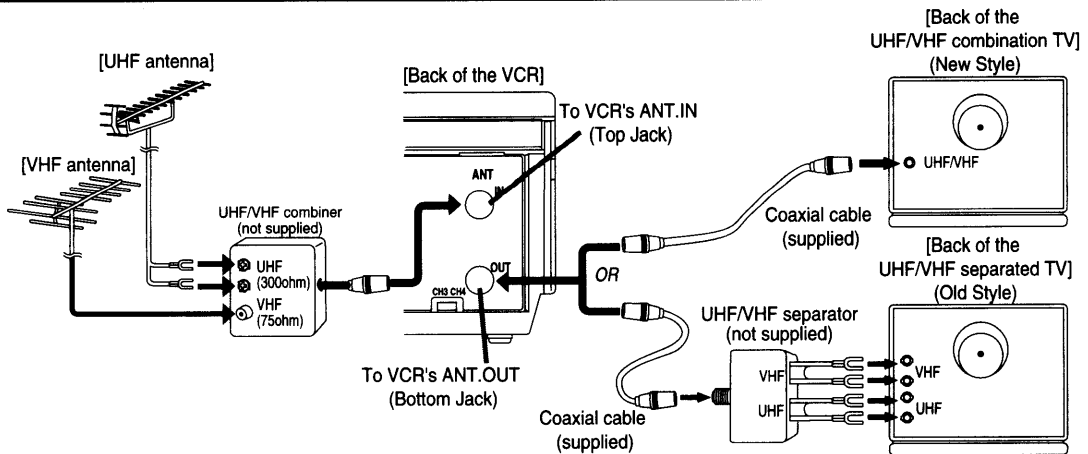 [UHF antenna]
[VHF antenna]
UHF/VHF combiner
(not supplied)
UHF
(300ohm)
VHF
(75ohm)
[Back of the VCR]
To VCR's ANT.IN
(Top Jack)
ANT
IN
OUT
CH3 CH4
To VCR's ANT.OUT
(Bottom Jack)
OR
Coaxial cable
(supplied)
[Back of the
UHF/VHF combination TV]
(New Style)
UHF/VHF
Coaxial cable
(supplied)
UHF/VHF separator
(not supplied)
VHF
UHF
[Back of the
UHF/VHF separated TV]
(Old Style)
VHF
UHF